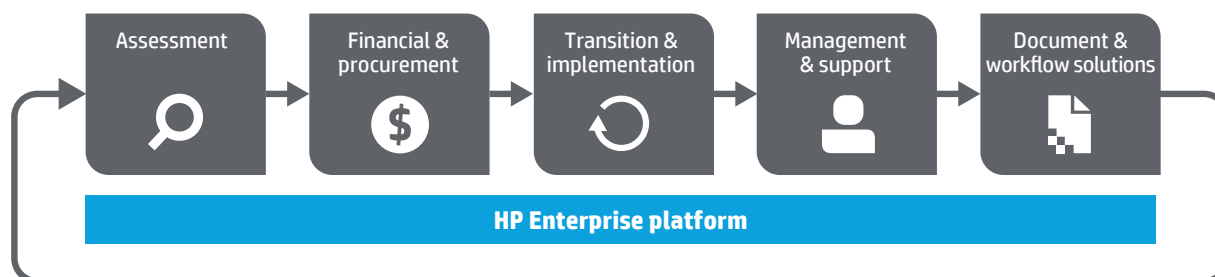 Assessment
Financial &
procurement
Transition &
implementation
Management
& support
Document &
workflow solutions
$
HP Enterprise platform